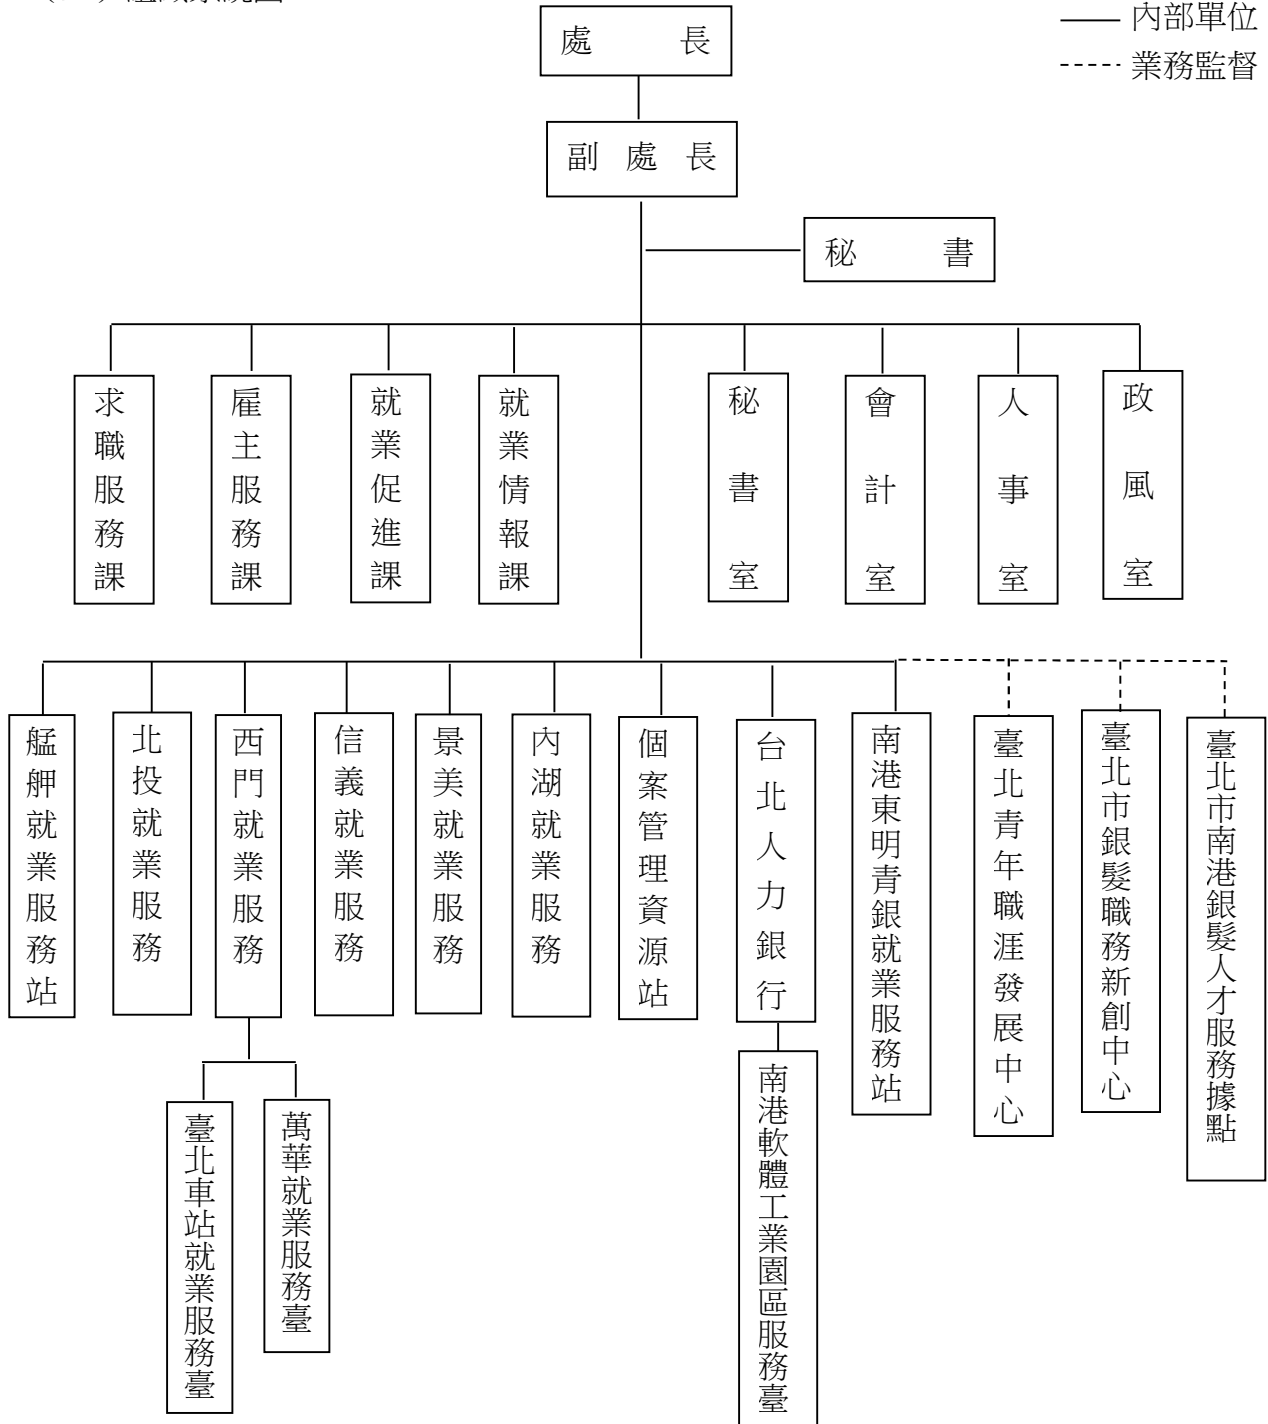 內部單位
業務監督
處長
副處長
秘書
求職服務課
雇主服務課
就業促進課
就業情報課
秘書室
會計室
人事室
政風室
艋舺就業服務站
北投就業服務
西門就業服務
信義就業服務
景美就業服務
內湖就業服務
個案管理資源站
台北人力銀行
南港東明青銀就業服務站
臺北青年職涯發展中心
臺北市銀髮職務新創中心
臺北市南港銀髮人才服務據點
臺北車站就業服務臺
萬華就業服務臺
南港軟體工業園區服務臺